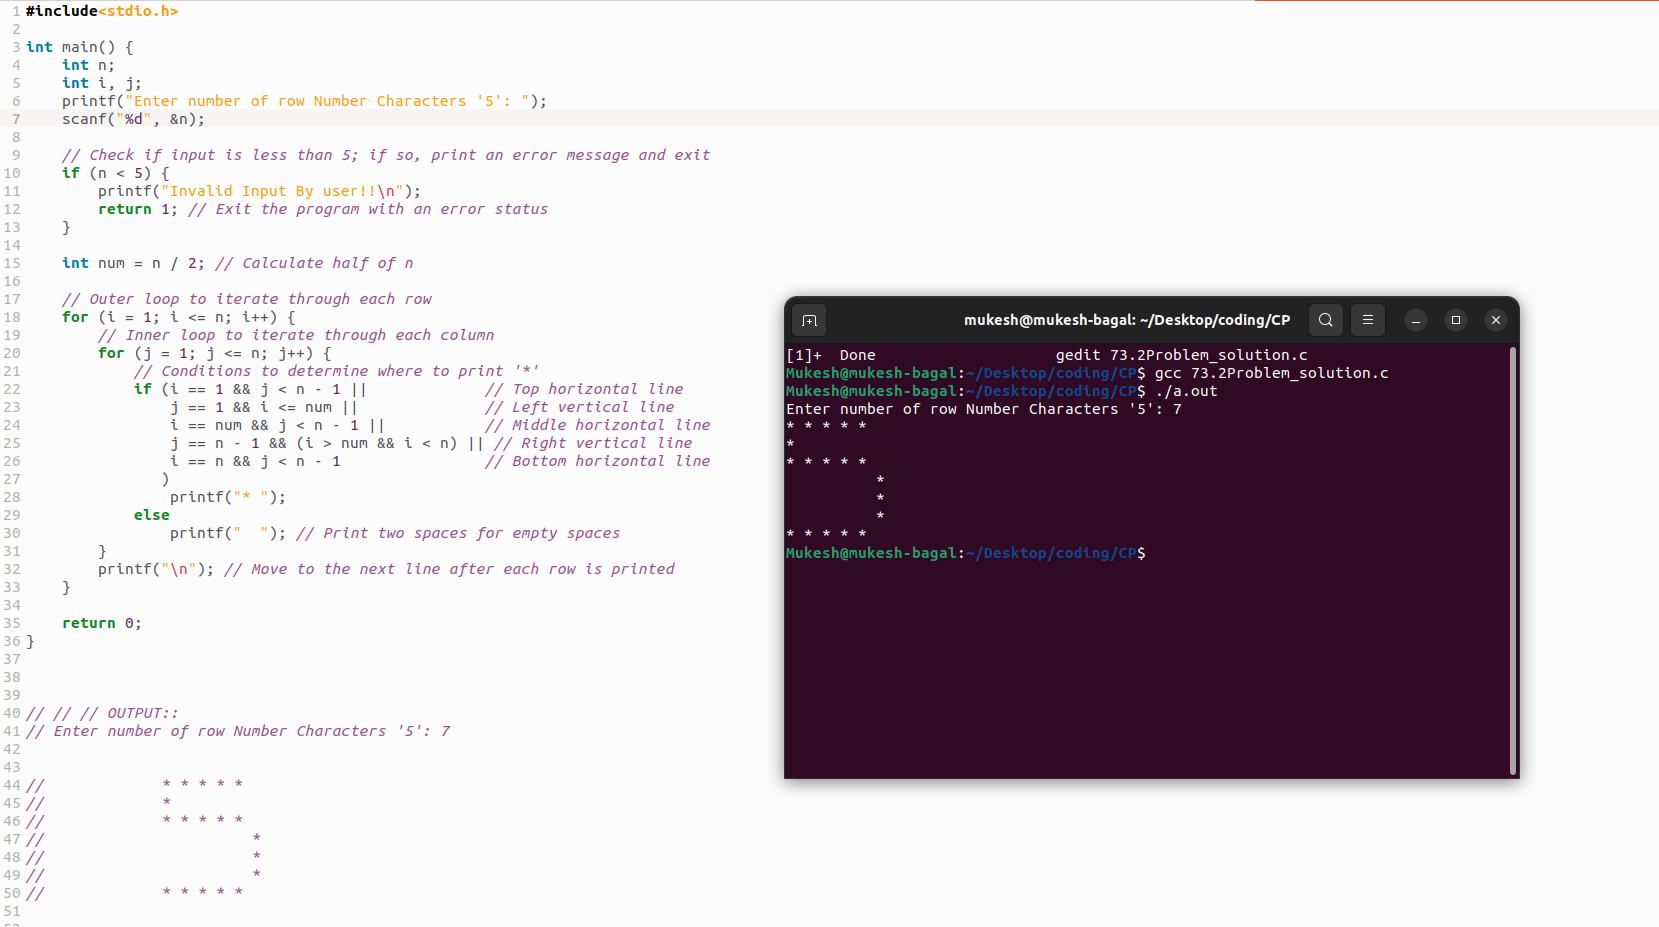 1 #include<stdio.h>
2
3 int main() {
4     int n;
5     int i, j;
6     printf("Enter number of row Number Characters '5': ");
7     scanf("%d", &n);
8
9     // Check if input is less than 5; if so, print an error message and exit
10     if (n < 5) {
11         printf("Invalid Input By user!!\n");
12         return 1; // Exit the program with an error status
13     }
14
15     int num = n / 2; // Calculate half of n
16
17     // Outer loop to iterate through each row
18     for (i = 1; i <= n; i++) {
19         // Inner loop to iterate through each column
20         for (j = 1; j <= n; j++) {
21             // Conditions to determine where to print '*'
22             if (i == 1 && j < n - 1 ||             // Top horizontal line
23                 j == 1 && i <= num ||              // Left vertical line
24                 i == num && j < n - 1 ||           // Middle horizontal line
25                 j == n - 1 && (i > num && i < n) || // Right vertical line
26                 i == n && j < n - 1                // Bottom horizontal line
27                )
28                 printf("* ");
29             else
30                 printf("  "); // Print two spaces for empty spaces
31         }
32         printf("\n"); // Move to the next line after each row is printed
33     }
34
35     return 0;
36 }
37
38
39
40 // // // OUTPUT::
41 // Enter number of row Number Characters '5': 7
42
43
44 //             * * * * *
45 //             *
46 //             * * * * *
47 //                       *
48 //                       *
49 //                       *
50 //             * * * * *
51
52
mukesh@mukesh-bagal: ~/Desktop/coding/CP
[1]+  Done                    gedit 73.2Problem_solution.c
Mukesh@mukesh-bagal:~/Desktop/coding/CP$ gcc 73.2Problem_solution.c
Mukesh@mukesh-bagal:~/Desktop/coding/CP$ ./a.out
Enter number of row Number Characters '5': 7
* * * * *
*
* * * * *
          *
          *
          *
* * * * *
Mukesh@mukesh-bagal:~/Desktop/coding/CP$